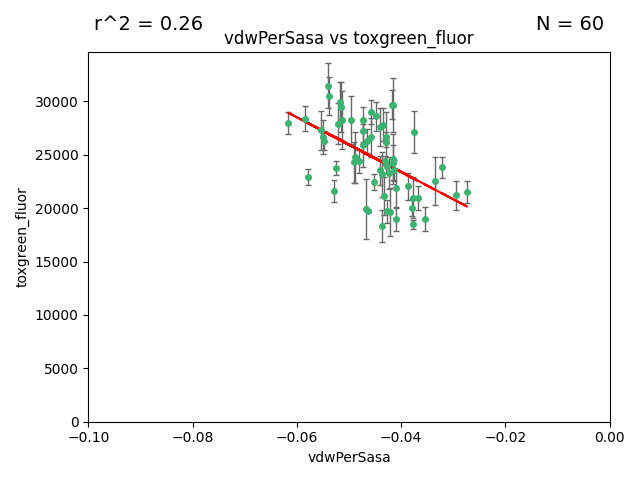 r^2 = 0.26
N = 60
vdwPerSasa vs toxgreen_fluor
toxgreen_fluor
30000
25000
20000
15000
10000
5000
0
−0.10
−0.08
−0.06
−0.04
−0.02
0.00
vdwPerSasa